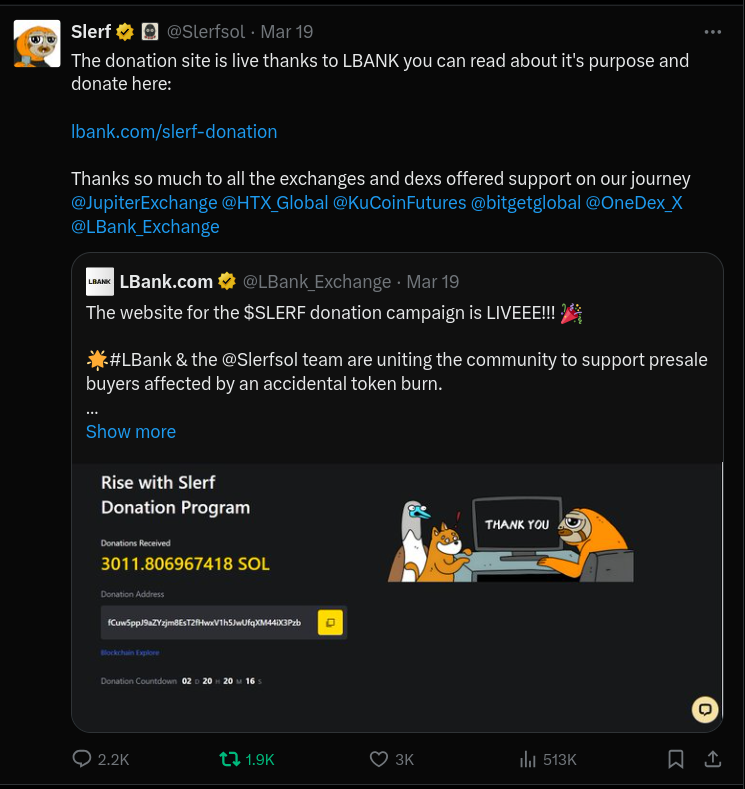 Slerf @Slerfsol · Mar 19
The donation site is live thanks to LBANK you can read about it's purpose and
donate here:
lbank.com/slerf-donation
Thanks so much to all the exchanges and dexs offered support on our journey
@JupiterExchange @HTX_Global @KuCoinFutures @bitgetglobal @OneDex_X
@LBank_Exchange
LBANK LBank.com @LBank_Exchange · Mar 19
The website for the $SLERF donation campaign is LIVEEE!!! 🎉
🌟#LBank & the @Slerfsol team are uniting the community to support presale
buyers affected by an accidental token burn.
...
Show more
Rise with Slerf
Donation Program
THANK YOU
Donations Received
3011.806967418 SOL
Donation Address
fCuw5ppJ9aZYzjm8EsT2fHwxV1h5JwUfqXM44iX3Pzb
Blockchain Explore
Donation Countdown 02 D 20 H 20 M 16 S
2.2K 1.9K 3K 513K